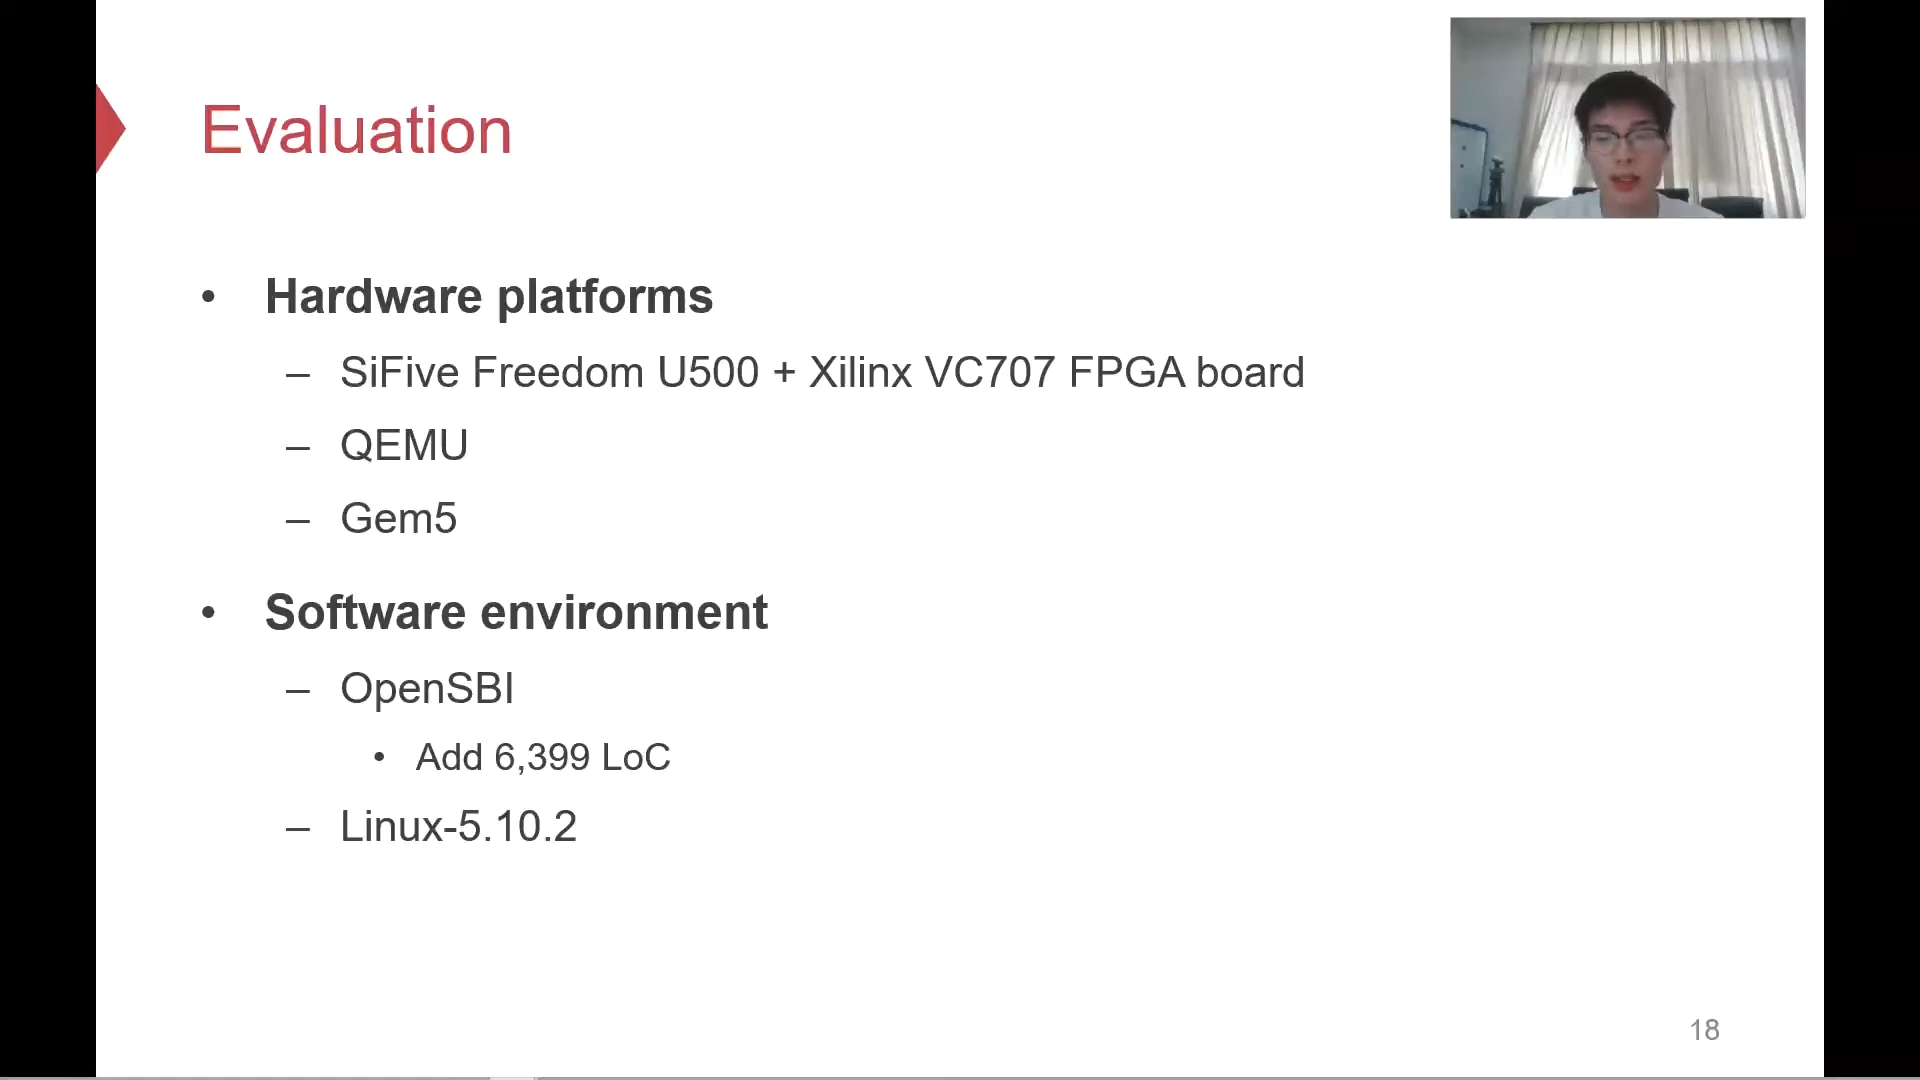 Evaluation
• Hardware platforms
– SiFive Freedom U500 + Xilinx VC707 FPGA board
– QEMU
– Gem5
• Software environment
– OpenSBI
• Add 6,399 LoC
– Linux-5.10.2
18